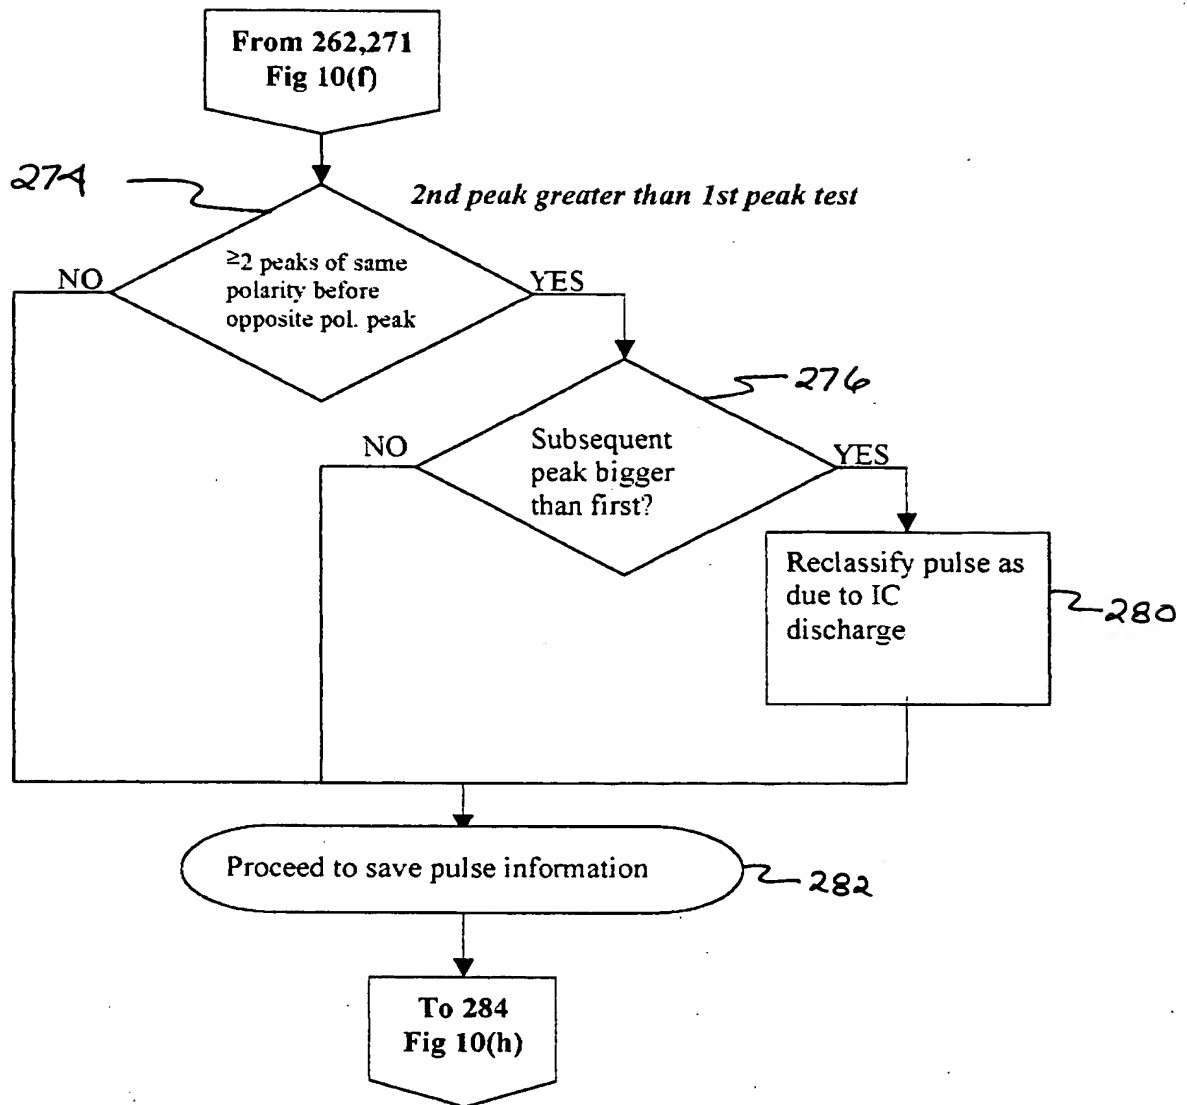 From 262,271
Fig 10(f)
274
2nd peak greater than 1st peak test
≥2 peaks of same
polarity before
opposite pol. peak
NO
YES
276
Subsequent
peak bigger
than first?
NO
YES
Reclassify pulse as
due to IC
discharge
280
Proceed to save pulse information
282
To 284
Fig 10(h)